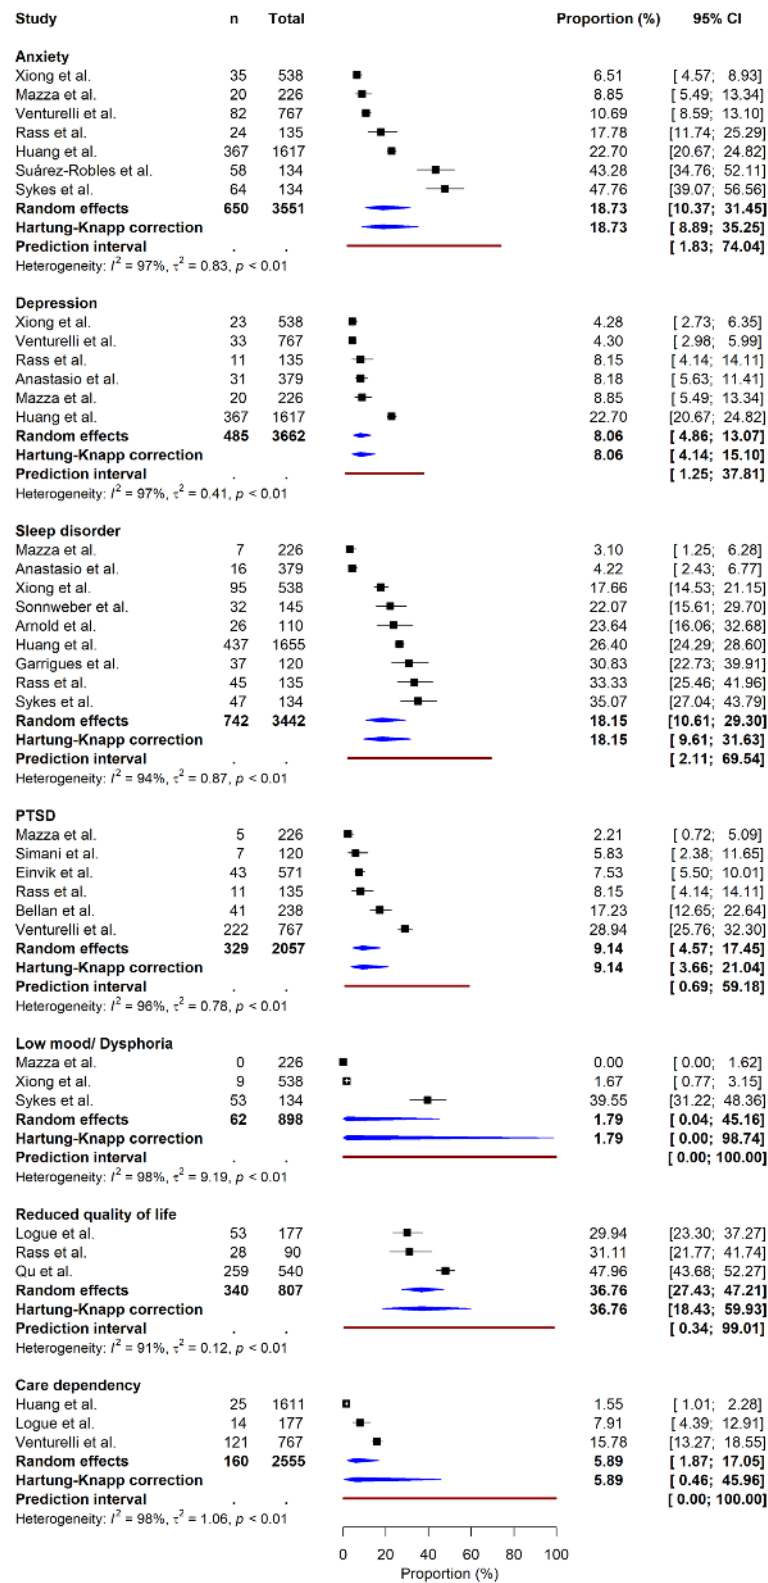 Study n Total Proportion (%) 95% CI
Anxiety
Xiong et al. 35 538 6.51 [ 4.57; 8.93]
Mazza et al. 20 226 8.85 [ 5.49; 13.34]
Venturelli et al. 82 767 10.69 [ 8.59; 13.10]
Rass et al. 24 135 17.78 [11.74; 25.29]
Huang et al. 367 1617 22.70 [20.67; 24.82]
Suárez-Robles et al. 58 134 43.28 [34.76; 52.11]
Sykes et al. 64 134 47.76 [39.07; 56.56]
Random effects 650 3551 18.73 [10.37; 31.45]
Hartung-Knapp correction 18.73 [ 8.89; 35.25]
Prediction interval . . [ 1.83; 74.04]
Heterogeneity: I² = 97%, τ² = 0.83, p < 0.01
Depression
Xiong et al. 23 538 4.28 [ 2.73; 6.35]
Venturelli et al. 33 767 4.30 [ 2.98; 5.99]
Rass et al. 11 135 8.15 [ 4.14; 14.11]
Anastasio et al. 31 379 8.18 [ 5.63; 11.41]
Mazza et al. 20 226 8.85 [ 5.49; 13.34]
Huang et al. 367 1617 22.70 [20.67; 24.82]
Random effects 485 3662 8.06 [ 4.86; 13.07]
Hartung-Knapp correction 8.06 [ 4.14; 15.10]
Prediction interval . . [ 1.25; 37.81]
Heterogeneity: I² = 97%, τ² = 0.41, p < 0.01
Sleep disorder
Mazza et al. 7 226 3.10 [ 1.25; 6.28]
Anastasio et al. 16 379 4.22 [ 2.43; 6.77]
Xiong et al. 95 538 17.66 [14.53; 21.15]
Sonnweber et al. 32 145 22.07 [15.61; 29.70]
Arnold et al. 26 110 23.64 [16.06; 32.68]
Huang et al. 437 1655 26.40 [24.29; 28.60]
Garrigues et al. 37 120 30.83 [22.73; 39.91]
Rass et al. 45 135 33.33 [25.46; 41.96]
Sykes et al. 47 134 35.07 [27.04; 43.79]
Random effects 742 3442 18.15 [10.61; 29.30]
Hartung-Knapp correction 18.15 [ 9.61; 31.63]
Prediction interval . . [ 2.11; 69.54]
Heterogeneity: I² = 94%, τ² = 0.87, p < 0.01
PTSD
Mazza et al. 5 226 2.21 [ 0.72; 5.09]
Simani et al. 7 120 5.83 [ 2.38; 11.65]
Einvik et al. 43 571 7.53 [ 5.50; 10.01]
Rass et al. 11 135 8.15 [ 4.14; 14.11]
Bellan et al. 41 238 17.23 [12.65; 22.64]
Venturelli et al. 222 767 28.94 [25.76; 32.30]
Random effects 329 2057 9.14 [ 4.57; 17.45]
Hartung-Knapp correction 9.14 [ 3.66; 21.04]
Prediction interval . . [ 0.69; 59.18]
Heterogeneity: I² = 96%, τ² = 0.78, p < 0.01
Low mood/ Dysphoria
Mazza et al. 0 226 0.00 [ 0.00; 1.62]
Xiong et al. 9 538 1.67 [ 0.77; 3.15]
Sykes et al. 53 134 39.55 [31.22; 48.36]
Random effects 62 898 1.79 [ 0.04; 45.16]
Hartung-Knapp correction 1.79 [ 0.00; 98.74]
Prediction interval . . [ 0.00; 100.00]
Heterogeneity: I² = 98%, τ² = 9.19, p < 0.01
Reduced quality of life
Logue et al. 53 177 29.94 [23.30; 37.27]
Rass et al. 28 90 31.11 [21.77; 41.74]
Qu et al. 259 540 47.96 [43.68; 52.27]
Random effects 340 807 36.76 [27.43; 47.21]
Hartung-Knapp correction 36.76 [18.43; 59.93]
Prediction interval . . [ 0.34; 99.01]
Heterogeneity: I² = 91%, τ² = 0.12, p < 0.01
Care dependency
Huang et al. 25 1611 1.55 [ 1.01; 2.28]
Logue et al. 14 177 7.91 [ 4.39; 12.91]
Venturelli et al. 121 767 15.78 [13.27; 18.55]
Random effects 160 2555 5.89 [ 1.87; 17.05]
Hartung-Knapp correction 5.89 [ 0.46; 45.96]
Prediction interval . . [ 0.00; 100.00]
Heterogeneity: I² = 98%, τ² = 1.06, p < 0.01
0 20 40 60 80 100
Proportion (%)